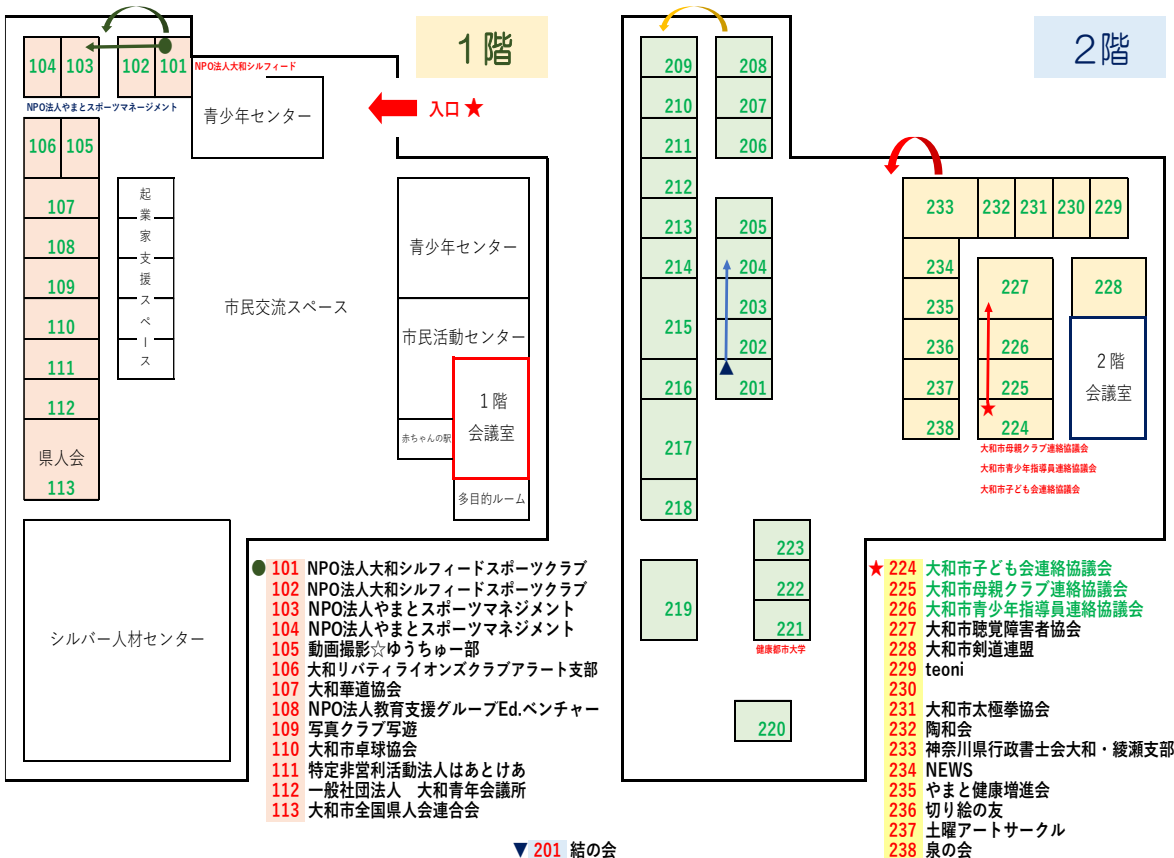 1階
104 103 102 101
NPO法人大和シルフィード
NPO法人やまとスポーツマネージメント
青少年センター
入口 ★
106 105
107
108
109
110
111
112
県人会
113
起業家支援スペース
市民交流スペース
青少年センター
市民活動センター
1階
会議室
赤ちゃんの駅
多目的ルーム
シルバー人材センター
● 101 NPO法人大和シルフィードスポーツクラブ
102 NPO法人大和シルフィードスポーツクラブ
103 NPO法人やまとスポーツマネジメント
104 NPO法人やまとスポーツマネジメント
105 動画撮影☆ゆうちゅー部
106 大和リバティライオンズクラブアラート支部
107 大和華道協会
108 NPO法人教育支援グループEd.ベンチャー
109 写真クラブ写遊
110 大和市卓球協会
111 特定非営利活動法人はあとけあ
112 一般社団法人 大和青年会議所
113 大和市全国県人会連合会
▼ 201 結の会
2階
209
210
211
212
213
214
215
216
217
218
219
208
207
206
205
204
203
202
201
223
222
221
健康都市大学
220
233 232 231 230 229
234
235
236
237
238
227
226
225
224
228
2階
会議室
大和市母親クラブ連絡協議会
大和市青少年指導員連絡協議会
大和市子ども会連絡協議会
★ 224 大和市子ども会連絡協議会
225 大和市母親クラブ連絡協議会
226 大和市青少年指導員連絡協議会
227 大和市聴覚障害者協会
228 大和市剣道連盟
229 teoni
230
231 大和市太極拳協会
232 陶和会
233 神奈川県行政書士会大和・綾瀬支部
234 NEWS
235 やまと健康増進会
236 切り絵の友
237 土曜アートサークル
238 泉の会